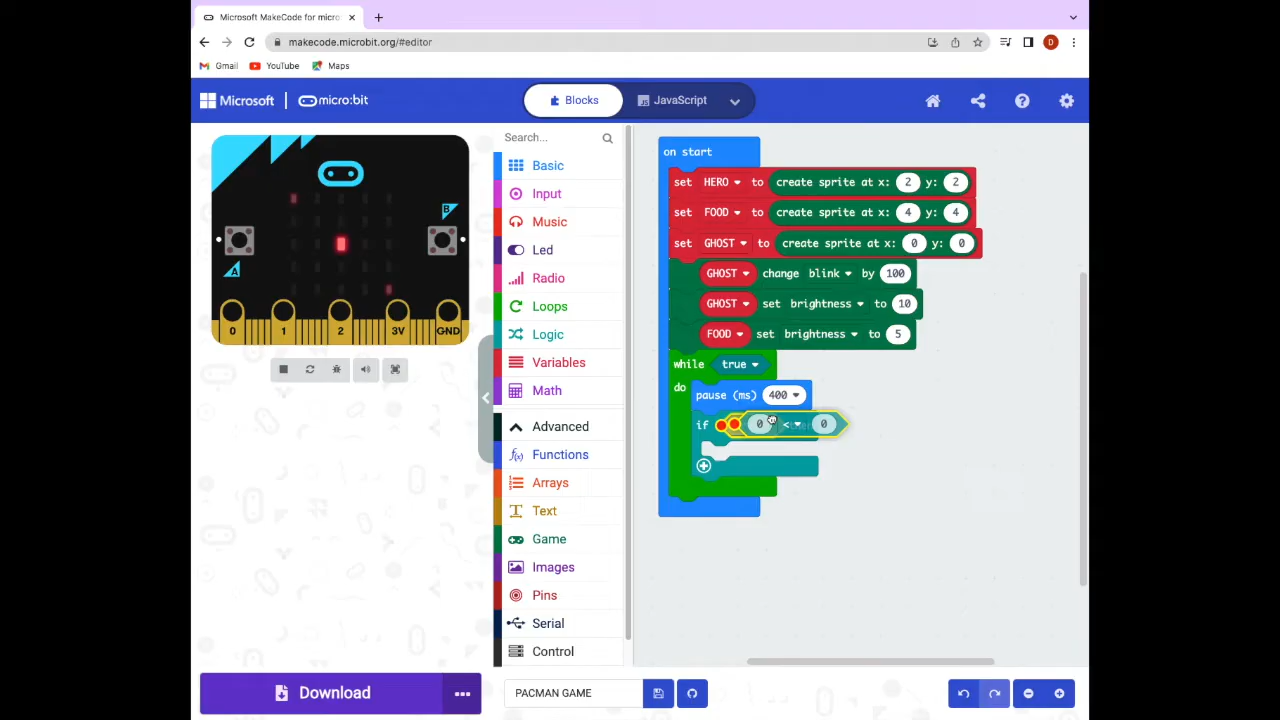 Microsoft MakeCode for micro
makecode.microbit.org/#editor
D
Gmail YouTube Maps
Microsoft micro:bit
Blocks JavaScript
Search...
Basic
Input
Music
Led
Radio
Loops
Logic
Variables
Math
Advanced
Functions
Arrays
Text
Game
Images
Pins
Serial
Control
A
B
0 1 2 3V GND
on start
set HERO to create sprite at x: 2 y: 2
set FOOD to create sprite at x: 4 y: 4
set GHOST to create sprite at x: 0 y: 0
GHOST change blink by 100
GHOST set brightness to 10
FOOD set brightness to 5
while true
do
pause (ms) 400
if 0 < 0
Download
PACMAN GAME